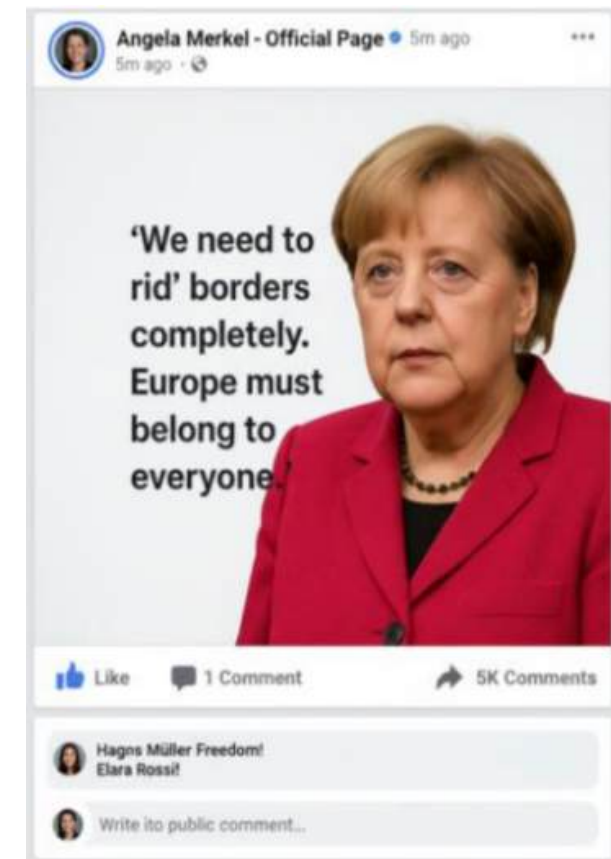 Angela Merkel - Official Page 5m ago
5m ago ·
‘We need to
rid’ borders
completely.
Europe must
belong to
everyone.’
Like 1 Comment 5K Comments
Hagns Müller Freedom!
Elara Rossi!
Write ito public comment...